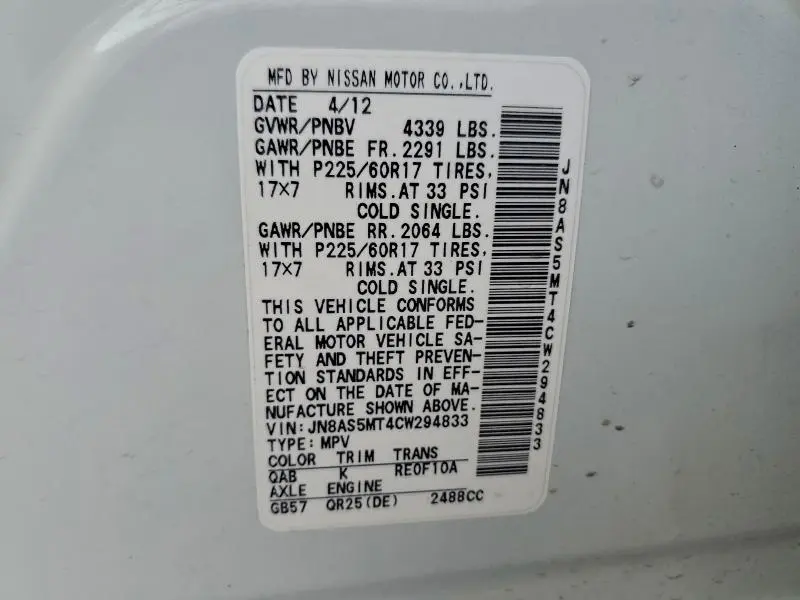 MFD BY NISSAN MOTOR CO.,LTD.
DATE 4/12
GVWR/PNBV 4339 LBS.
GAWR/PNBE FR.2291 LBS.
WITH P225/60R17 TIRES,
17×7 RIMS.AT 33 PSI
COLD SINGLE.
GAWR/PNBE RR.2064 LBS.
WITH P225/60R17 TIRES,
17×7 RIMS.AT 33 PSI
COLD SINGLE.
THIS VEHICLE CONFORMS
TO ALL APPLICABLE FED-
ERAL MOTOR VEHICLE SA-
FETY AND THEFT PREVEN-
TION STANDARDS IN EFF-
ECT ON THE DATE OF MA-
NUFACTURE SHOWN ABOVE.
VIN:JN8AS5MT4CW294833
TYPE:MPV
COLOR TRIM TRANS
QAB K RE0F10A
AXLE ENGINE
GB57 QR25(DE) 2488CC
JN8AS5MT4CW294833